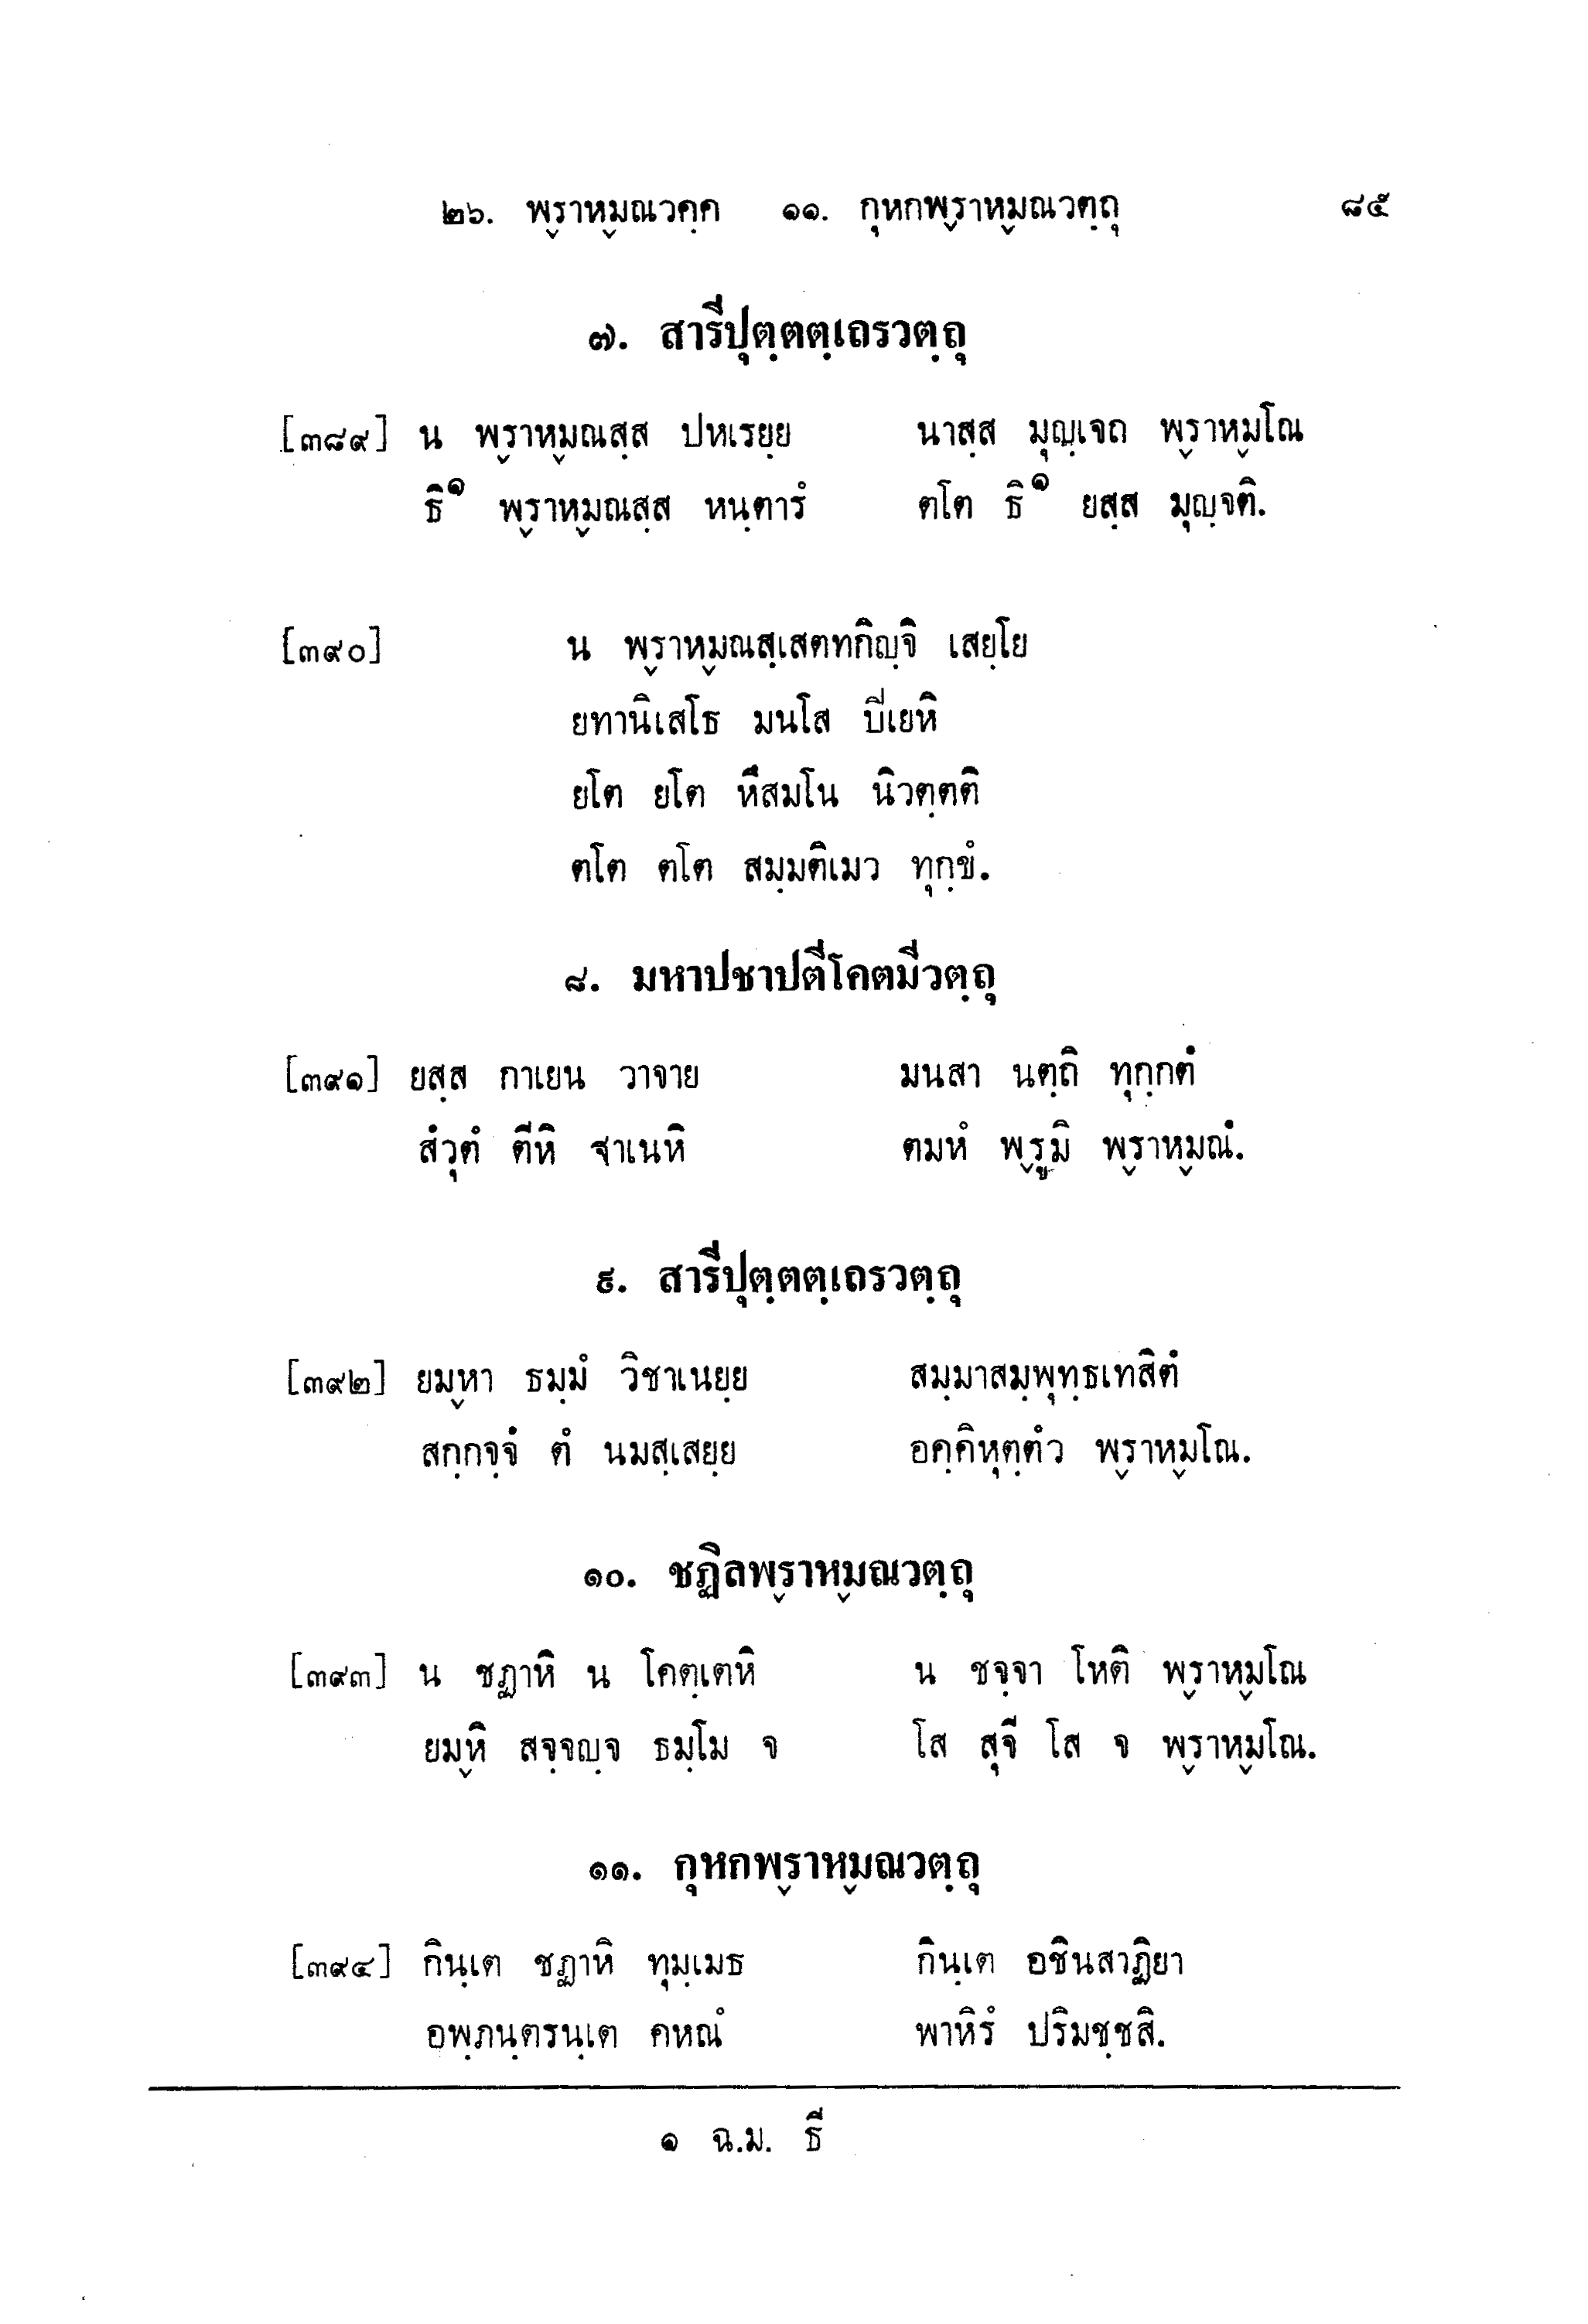 ๒๖. พฺราหฺมณวคฺค ๑๑. กุหกพฺราหฺมณวตฺถุ ๘๕
๗. สารีปุตฺตตฺเถรวตฺถุ
[๓๘๙] น พฺราหฺมณสฺส ปหเรยฺย นาสฺส มุญฺเจถ พฺราหฺมโณ
ธิ๑ พฺราหฺมณสฺส หนฺตารํ ตโต ธิ๑ ยสฺส มุญฺจติ.
[๓๙๐] น พฺราหฺมณสฺเสตทกิญฺจิ เสยฺโย
ยทานิเสโธ มนโส ปิเยหิ
ยโต ยโต หึสมโน นิวตฺตติ
ตโต ตโต สมฺมติเมว ทุกฺขํ.
๘. มหาปชาปตีโคตมีวตฺถุ
[๓๙๑] ยสฺส กาเยน วาจาย มนสา นตฺถิ ทุกฺกตํ
สํวุตํ ตีหิ ฐาเนหิ ตมหํ พฺรูมิ พฺราหฺมณํ.
๙. สารีปุตฺตตฺเถรวตฺถุ
[๓๙๒] ยมฺหา ธมฺมํ วิชาเนยฺย สมฺมาสมฺพุทฺธเทสิตํ
สกฺกจฺจํ ตํ นมสฺเสยฺย อคฺคิหุตฺตํว พฺราหฺมโณ.
๑๐. ชฏิลพฺราหฺมณวตฺถุ
[๓๙๓] น ชฏาหิ น โคตฺเตหิ น ชจฺจา โหติ พฺราหฺมโณ
ยมฺหิ สจฺจญฺจ ธมฺโม จ โส สุจี โส จ พฺราหฺมโณ.
๑๑. กุหกพฺราหฺมณวตฺถุ
[๓๙๔] กินฺเต ชฏาหิ ทุมฺเมธ กินฺเต อชินสาฏิยา
อพฺภนฺตรนฺเต คหณํ พาหิรํ ปริมชฺชสิ.
๑ ฉ.ม. ธี